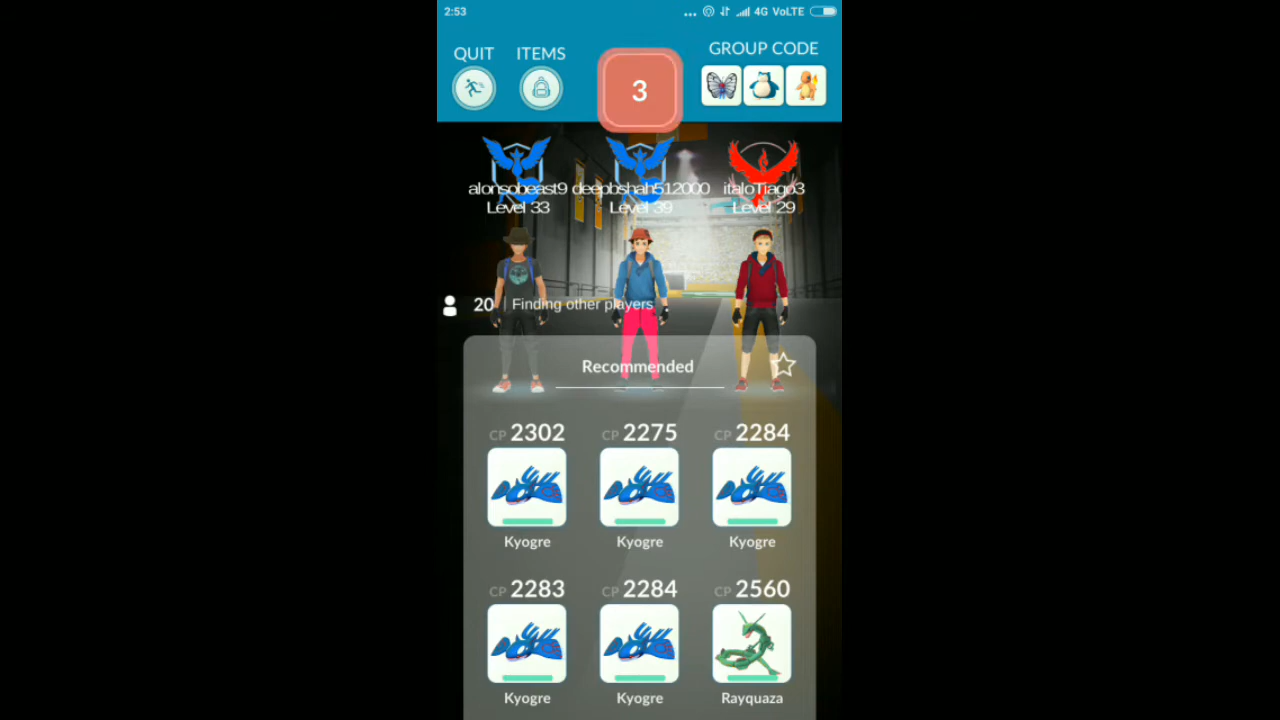 2:53
4G VoLTE
QUIT
ITEMS
3
GROUP CODE
alonsobeast9
Level 33
deepbshah512000
Level 39
italoTiago3
Level 29
20 | Finding other players
Recommended
CP 2302
CP 2275
CP 2284
Kyogre
Kyogre
Kyogre
CP 2283
CP 2284
CP 2560
Kyogre
Kyogre
Rayquaza